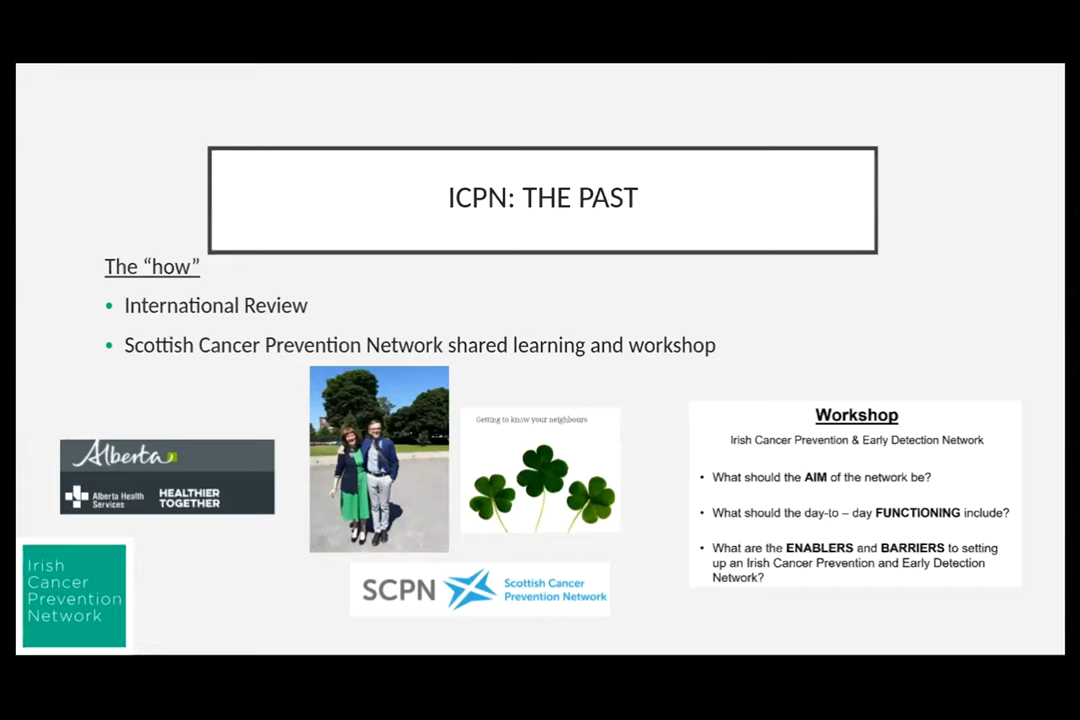 ICPN: THE PAST
The “how”
• International Review
• Scottish Cancer Prevention Network shared learning and workshop
Alberta
Alberta Health
Services
HEALTHIER
TOGETHER
Getting to know your neighbours
SCPN
Scottish Cancer
Prevention Network
Workshop
Irish Cancer Prevention & Early Detection Network
• What should the AIM of the network be?
• What should the day-to – day FUNCTIONING include?
• What are the ENABLERS and BARRIERS to setting
up an Irish Cancer Prevention and Early Detection
Network?
Irish
Cancer
Prevention
Network